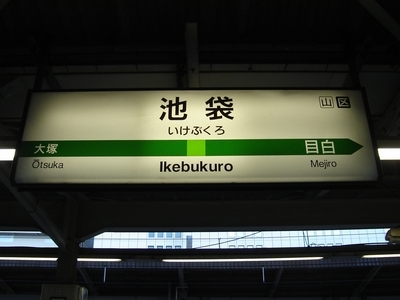 池袋
山 区
いけぶくろ
大塚
目白
Ōtsuka
Ikebukuro
Mejiro